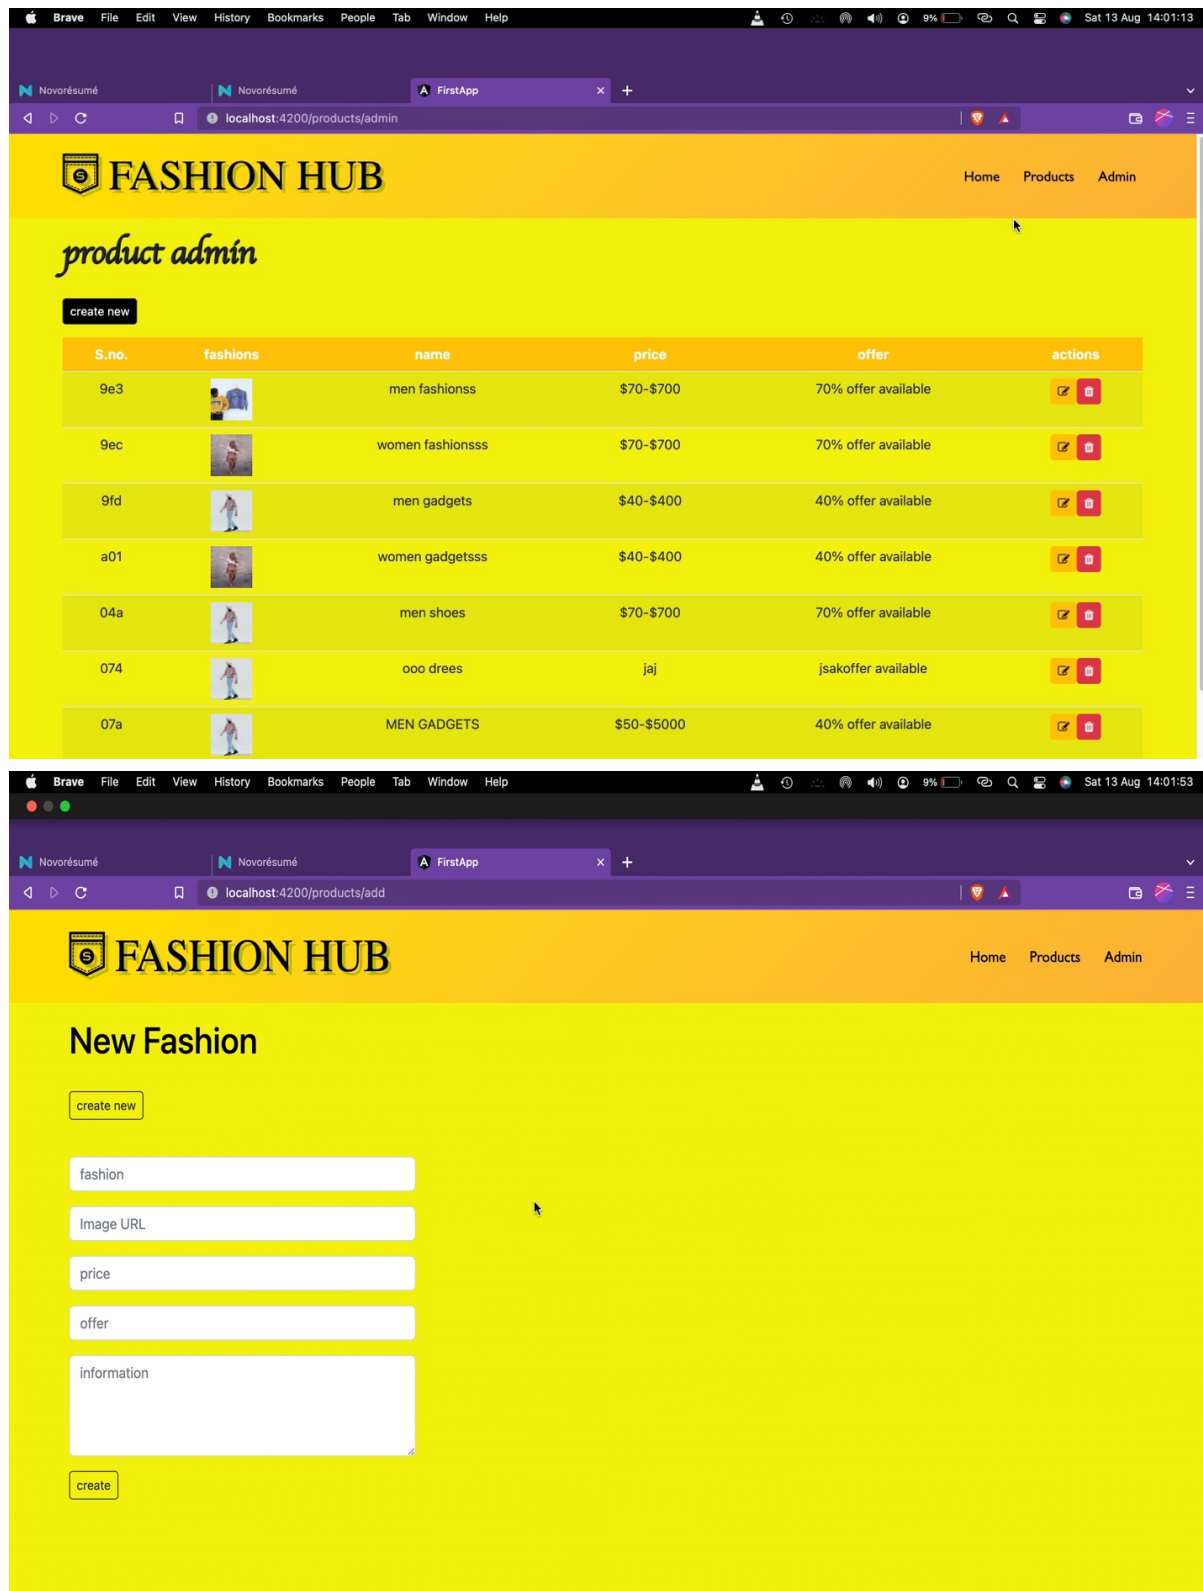 Brave File Edit View History Bookmarks People Tab Window Help 9% Sat 13 Aug 14:01:13
Novorésumé Novorésumé FirstApp
localhost:4200/products/admin
FASHION HUB Home Products Admin
product admin
create new
S.no. fashions name price offer actions
9e3 men fashionss $70-$700 70% offer available
9ec women fashionsss $70-$700 70% offer available
9fd men gadgets $40-$400 40% offer available
a01 women gadgetsss $40-$400 40% offer available
04a men shoes $70-$700 70% offer available
074 ooo drees jaj jsakoffer available
07a MEN GADGETS $50-$5000 40% offer available
Brave File Edit View History Bookmarks People Tab Window Help 9% Sat 13 Aug 14:01:53
Novorésumé Novorésumé FirstApp
localhost:4200/products/add
FASHION HUB Home Products Admin
New Fashion
create new
fashion
Image URL
price
offer
information
create